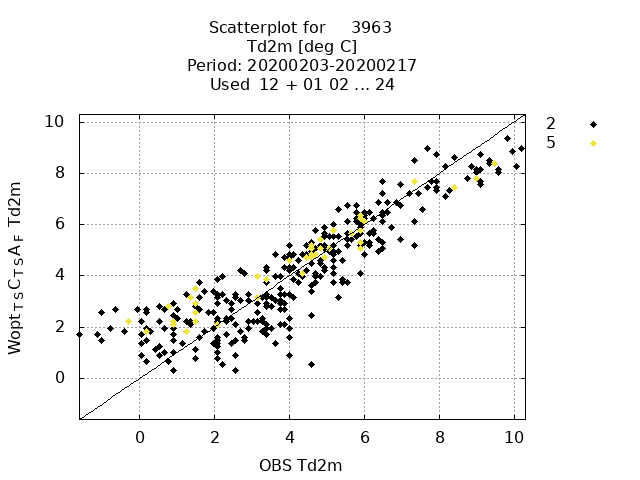 Scatterplot for 3963
Td2m [deg C]
Period: 20200203-20200217
Used 12 + 01 02 ... 24
2
5
Wopt_TSCTSAF Td2m
10
8
6
4
2
0
0 2 4 6 8 10
OBS Td2m